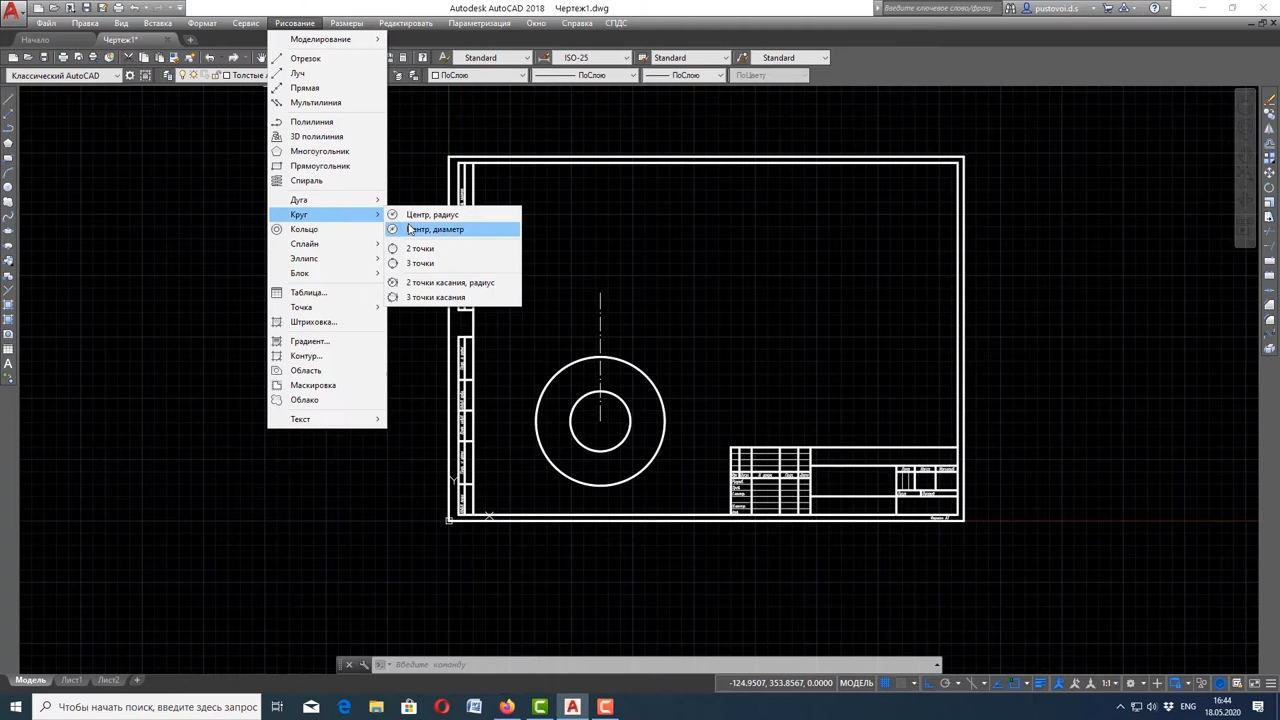 Autodesk AutoCAD 2018 Чертеж1.dwg
Введите ключевое слово/фразу
pustovoi.d.s
Файл Правка Вид Вставка Формат Сервис Рисование Размеры Редактировать Параметризация Окно Справка СПДС
Начало Чертеж1*
Standard ISO-25 Standard Standard
Классический AutoCAD Толстые ПоСлою ПоСлою ПоСлою ПоЦвету
Моделирование
Отрезок
Луч
Прямая
Мультилиния
Полилиния
3D полилиния
Многоугольник
Прямоугольник
Спираль
Дуга
Круг
Кольцо
Сплайн
Эллипс
Блок
Таблица...
Точка
Штриховка...
Градиент...
Контур...
Область
Маскировка
Облако
Текст
Центр, радиус
диаметр
2 точки
3 точки
2 точки касания, радиус
3 точки касания
Введите команду
Модель Лист1 Лист2
-124.9507, 353.8567, 0.0000 МОДЕЛЬ
1:1
Чтобы начать поиск, введите здесь запрос
РУС
16:44
18.05.2020